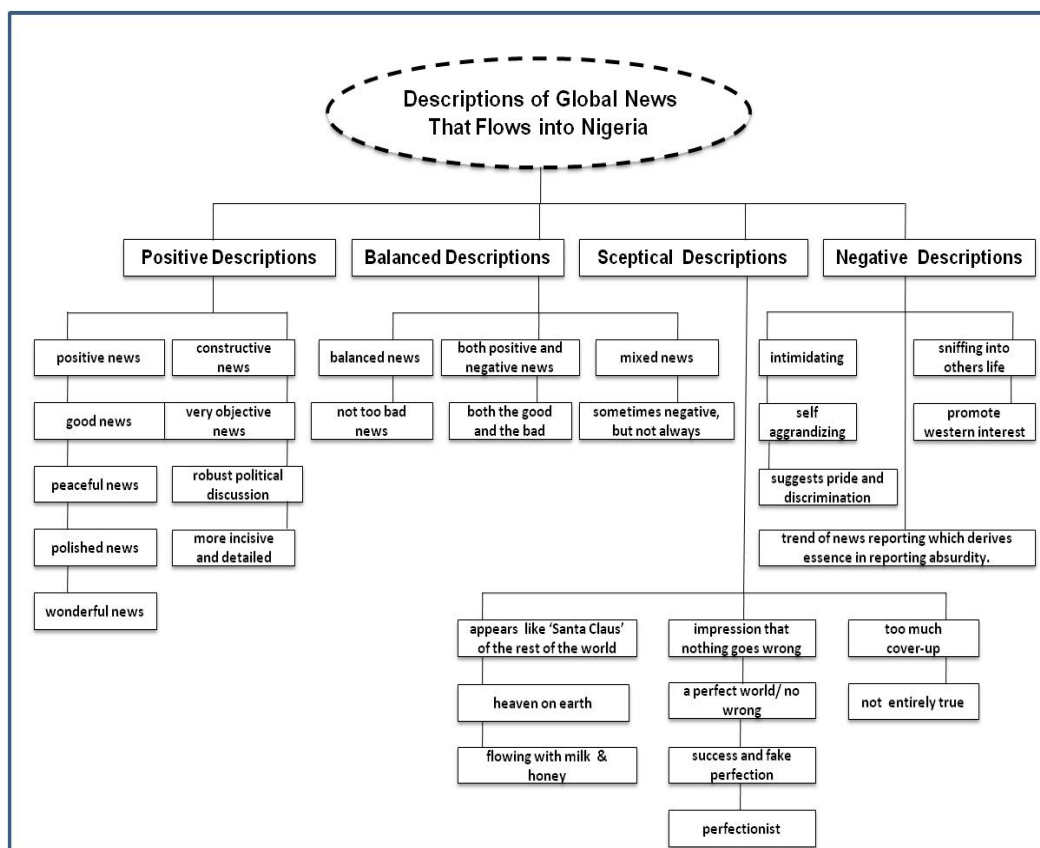 Descriptions of Global News
That Flows into Nigeria
Positive Descriptions
Balanced Descriptions
Sceptical Descriptions
Negative Descriptions
positive news
good news
peaceful news
polished news
wonderful news
constructive
news
very objective
news
robust political
discussion
more incisive
and detailed
balanced news
not too bad
news
both positive and
negative news
both the good
and the bad
mixed news
sometimes negative,
but not always
appears like ‘Santa Claus’
of the rest of the world
heaven on earth
flowing with milk &
honey
impression that
nothing goes wrong
a perfect world/ no
wrong
success and fake
perfection
perfectionist
too much
cover-up
not entirely true
intimidating
self
aggrandizing
suggests pride and
discrimination
sniffing into
others life
promote
western interest
trend of news reporting which derives
essence in reporting absurdity.